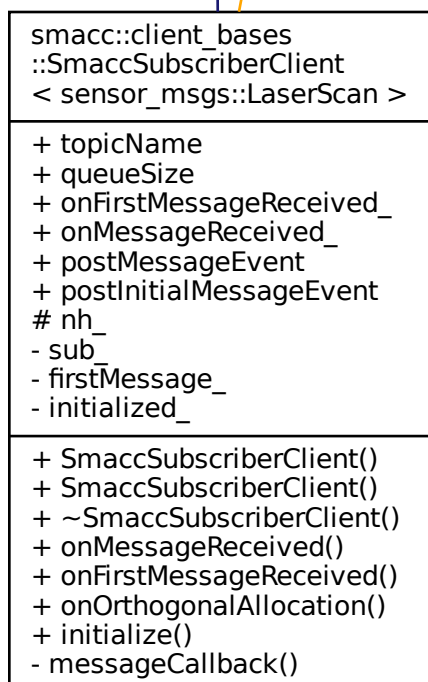 smacc::client_bases
::SmaccSubscriberClient
< sensor_msgs::LaserScan >
+ topicName
+ queueSize
+ onFirstMessageReceived_
+ onMessageReceived_
+ postMessageEvent
+ postInitialMessageEvent
# nh_
- sub_
- firstMessage_
- initialized_
+ SmaccSubscriberClient()
+ SmaccSubscriberClient()
+ ~SmaccSubscriberClient()
+ onMessageReceived()
+ onFirstMessageReceived()
+ onOrthogonalAllocation()
+ initialize()
- messageCallback()